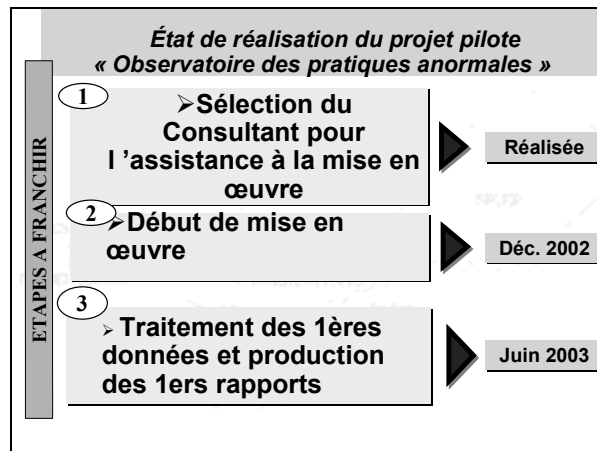 État de réalisation du projet pilote
« Observatoire des pratiques anormales »
ETAPES A FRANCHIR
1
➢Sélection du
Consultant pour
l ’assistance à la mise en
œuvre
Réalisée
2
➢Début de mise en
œuvre
Déc. 2002
3
➢ Traitement des 1ères
données et production
des 1ers rapports
Juin 2003